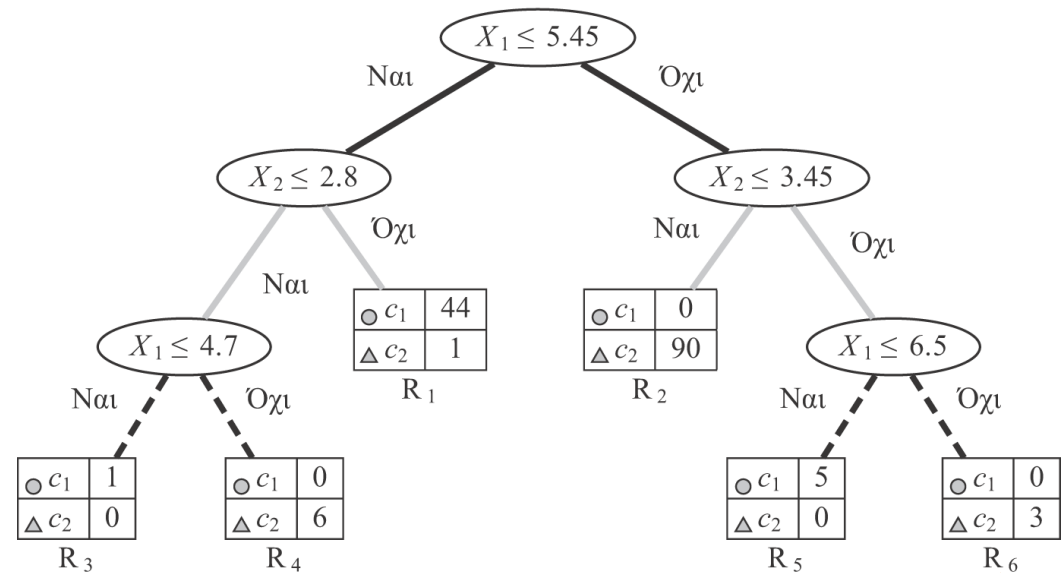 X₁ ≤ 5.45
Ναι
Όχι
X₂ ≤ 2.8
X₂ ≤ 3.45
Ναι
Όχι
Ναι
Όχι
c₁ 44
c₂ 1
R₁
c₁ 0
c₂ 90
R₂
X₁ ≤ 4.7
X₁ ≤ 6.5
Ναι
Όχι
Ναι
Όχι
c₁ 1
c₂ 0
R₃
c₁ 0
c₂ 6
R₄
c₁ 5
c₂ 0
R₅
c₁ 0
c₂ 3
R₆